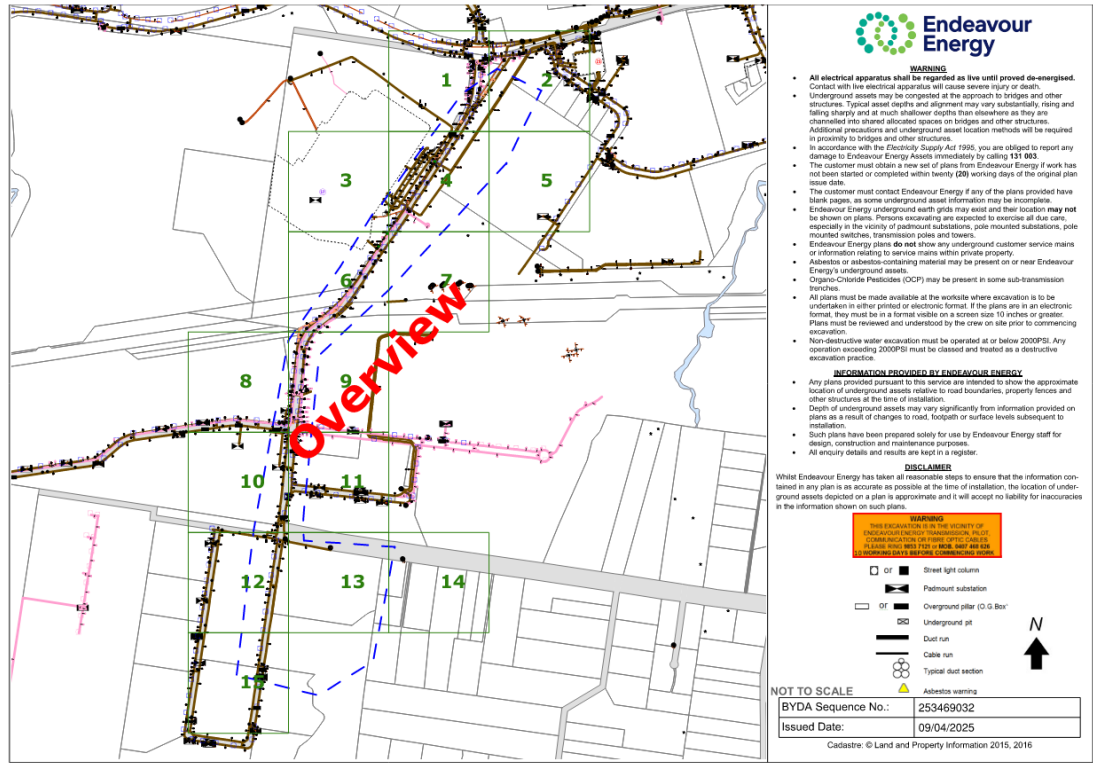 1
2
3
4
5
6
7
8
9
10
11
12
13
14
15
Overview
Endeavour
Energy
WARNING
• All electrical apparatus shall be regarded as live until proved de-energised.
Contact with live electrical apparatus will cause severe injury or death.
• Underground assets may be congested at the approach to bridges and other
structures. Typical asset depths and alignment may vary substantially, rising and
falling sharply and at much shallower depths than elsewhere as they are
channelled into shared allocated spaces on bridges and other structures.
Additional precautions and underground asset location methods will be required
in proximity to bridges and other structures.
• In accordance with the Electricity Supply Act 1995, you are obliged to report any
damage to Endeavour Energy Assets immediately by calling 131 003.
• The customer must obtain a new set of plans from Endeavour Energy if work has
not been started or completed within twenty (20) working days of the original plan
issue date.
• The customer must contact Endeavour Energy if any of the plans provided have
blank pages, as some underground asset information may be incomplete.
• Endeavour Energy underground earth grids may exist and their location may not
be shown on plans. Persons excavating are expected to exercise all due care,
especially in the vicinity of padmount substations, pole mounted substations, pole
mounted switches, transmission poles and towers.
• Endeavour Energy plans do not show any underground customer service mains
or information relating to service mains within private property.
• Asbestos or asbestos-containing material may be present on or near Endeavour
Energy's underground assets.
• Organo-Chloride Pesticides (OCP) may be present in some sub-transmission
trenches.
• All plans must be made available at the worksite where excavation is to be
undertaken in either printed or electronic format. If the plans are in an electronic
format, they must be in a format visible on a screen size 10 inches or greater.
Plans must be reviewed and understood by the crew on site prior to commencing
excavation.
• Non-destructive water excavation must be operated at or below 2000PSI. Any
operation exceeding 2000PSI must be classed and treated as a destructive
excavation practice.
INFORMATION PROVIDED BY ENDEAVOUR ENERGY
• Any plans provided pursuant to this service are intended to show the approximate
location of underground assets relative to road boundaries, property fences and
other structures at the time of installation.
• Depth of underground assets may vary significantly from information provided on
plans as a result of changes to road, footpath or surface levels subsequent to
installation.
• Such plans have been prepared solely for use by Endeavour Energy staff for
design, construction and maintenance purposes.
• All enquiry details and results are kept in a register.
DISCLAIMER
Whilst Endeavour Energy has taken all reasonable steps to ensure that the information con-
tained in any plan is as accurate as possible at the time of installation, the location of under-
ground assets depicted on a plan is approximate and it will accept no liability for inaccuracies
in the information shown on such plans.
WARNING
THIS EXCAVATION IS IN THE VICINITY OF
ENDEAVOUR ENERGY TRANSMISSION, PILOT,
COMMUNICATION OR FIBRE OPTIC CABLES
PLEASE RING 9853 7121 or MOB. 0407 468 626
10 WORKING DAYS BEFORE COMMENCING WORK
or Street light column
Padmount substation
or Overground pillar (O.G.Box'
Underground pit
Duct run
Cable run
Typical duct section
Asbestos warning
N
NOT TO SCALE
BYDA Sequence No.: 253469032
Issued Date: 09/04/2025
Cadastre: © Land and Property Information 2015, 2016